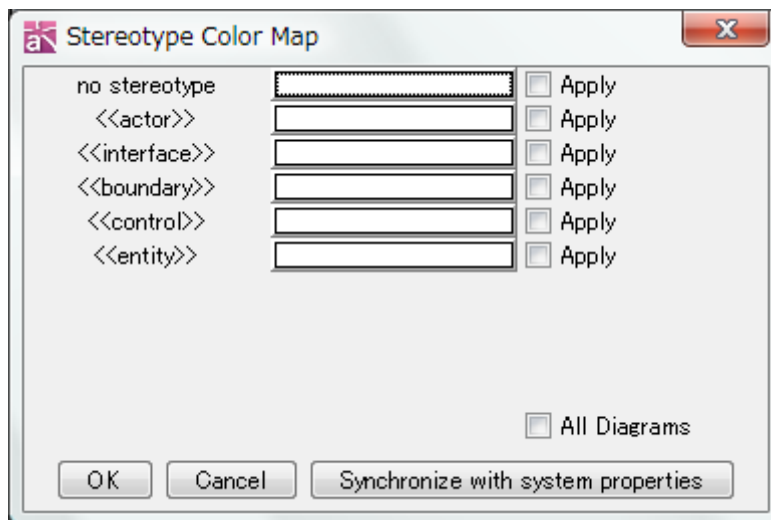 Stereotype Color Map
no stereotype Apply
<<actor>> Apply
<<interface>> Apply
<<boundary>> Apply
<<control>> Apply
<<entity>> Apply
All Diagrams
OK Cancel Synchronize with system properties